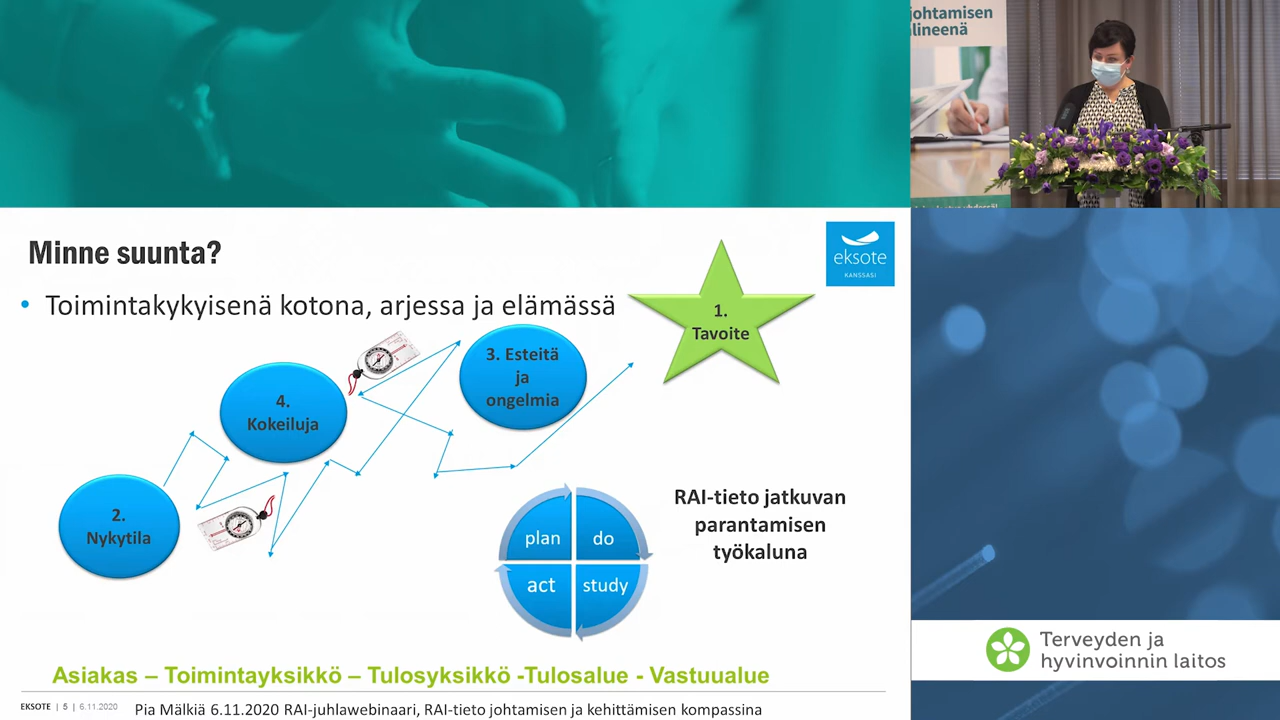 johtamisen
Minne suunta?
eksote
KANSSASI
• Toimintakykyisenä kotona, arjessa ja elämässä
1.
Tavoite
3. Esteitä
ja
ongelmia
4.
Kokeiluja
2.
Nykytila
plan
do
act
study
RAI-tieto jatkuvan
parantamisen
työkaluna
Asiakas – Toimintayksikkö – Tulosyksikkö -Tulosalue - Vastuualue
EKSOTE | 5 | 6.11.2020
Pia Mälkiä 6.11.2020 RAI-juhlawebinaari, RAI-tieto johtamisen ja kehittämisen kompassina
Terveyden ja
hyvinvoinnin laitos